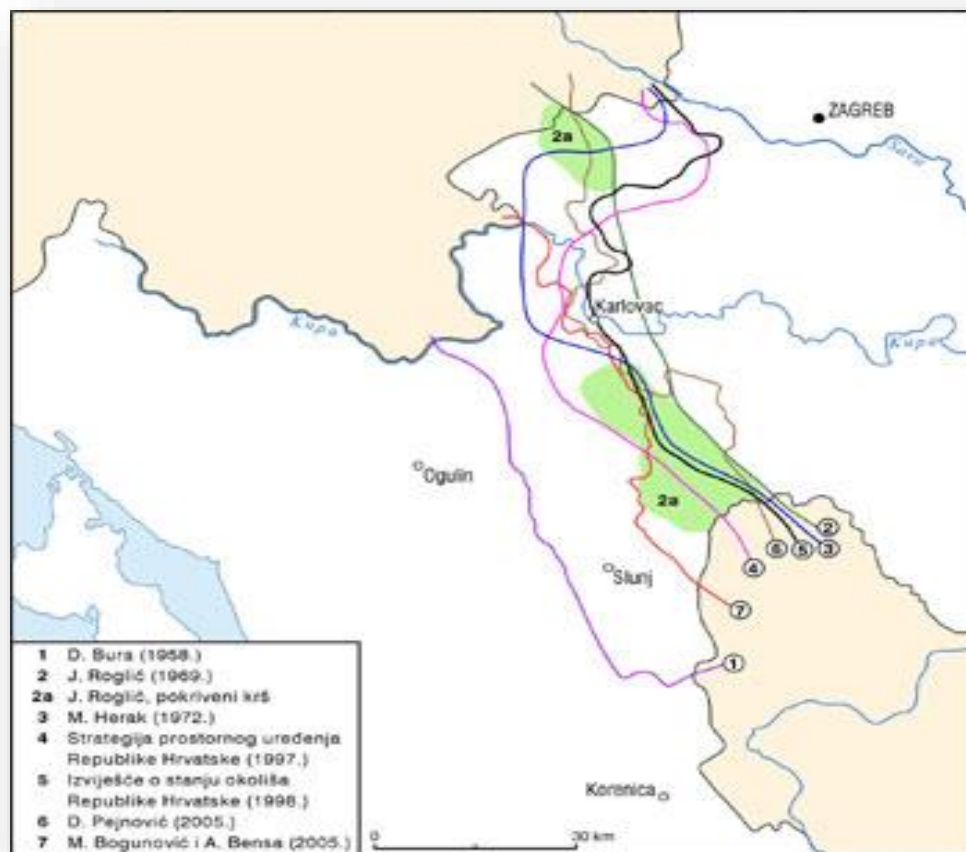 2a
ZAGREB
Sava
Karlovac
Kupa
Kupa
Ogulin
2a
2
6
5
3
4
Slunj
7
1
Korenica
1 D. Bura (1958.)
2 J. Roglić (1969.)
2a J. Roglić, pokriveni krš
3 M. Herak (1972.)
4 Strategija prostornog uređenja
Republike Hrvatske (1997.)
5 Izviješće o stanju okoliša
Republike Hrvatske (1998.)
6 D. Pejnović (2005.)
7 M. Bogunović i A. Bensa (2005.)
0 30 km